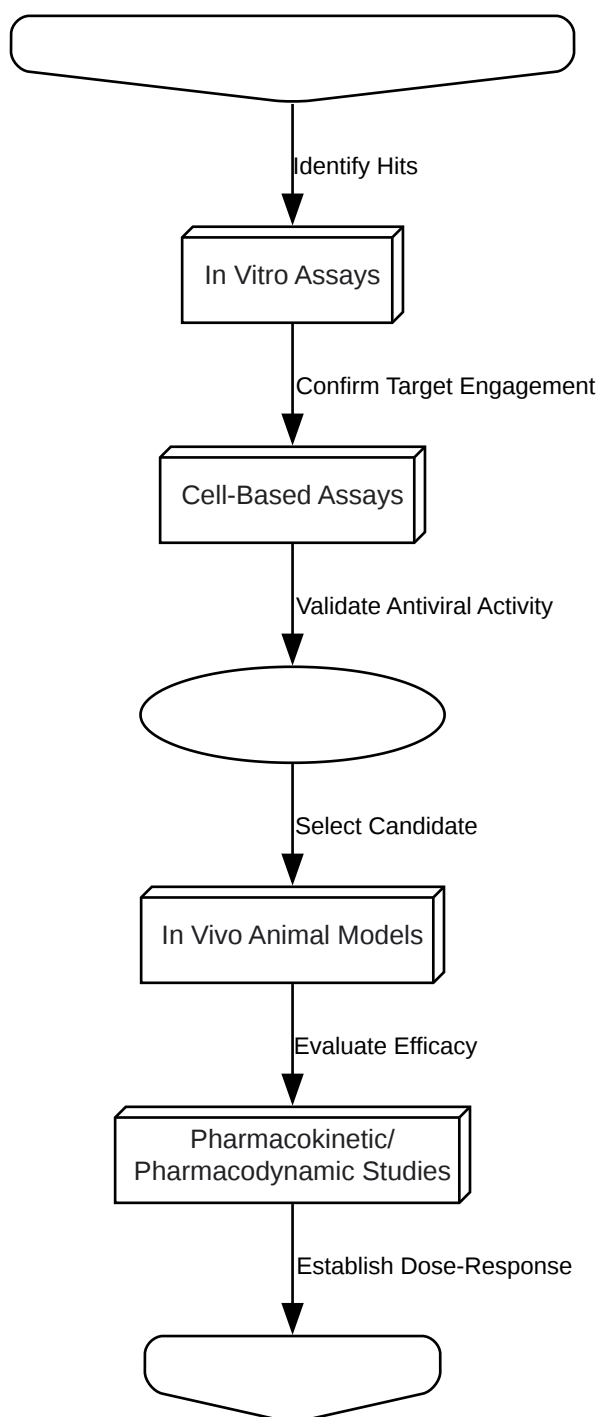 Identify Hits
In Vitro Assays
Confirm Target Engagement
Cell-Based Assays
Validate Antiviral Activity
Select Candidate
In Vivo Animal Models
Evaluate Efficacy
Pharmacokinetic/
Pharmacodynamic Studies
Establish Dose-Response